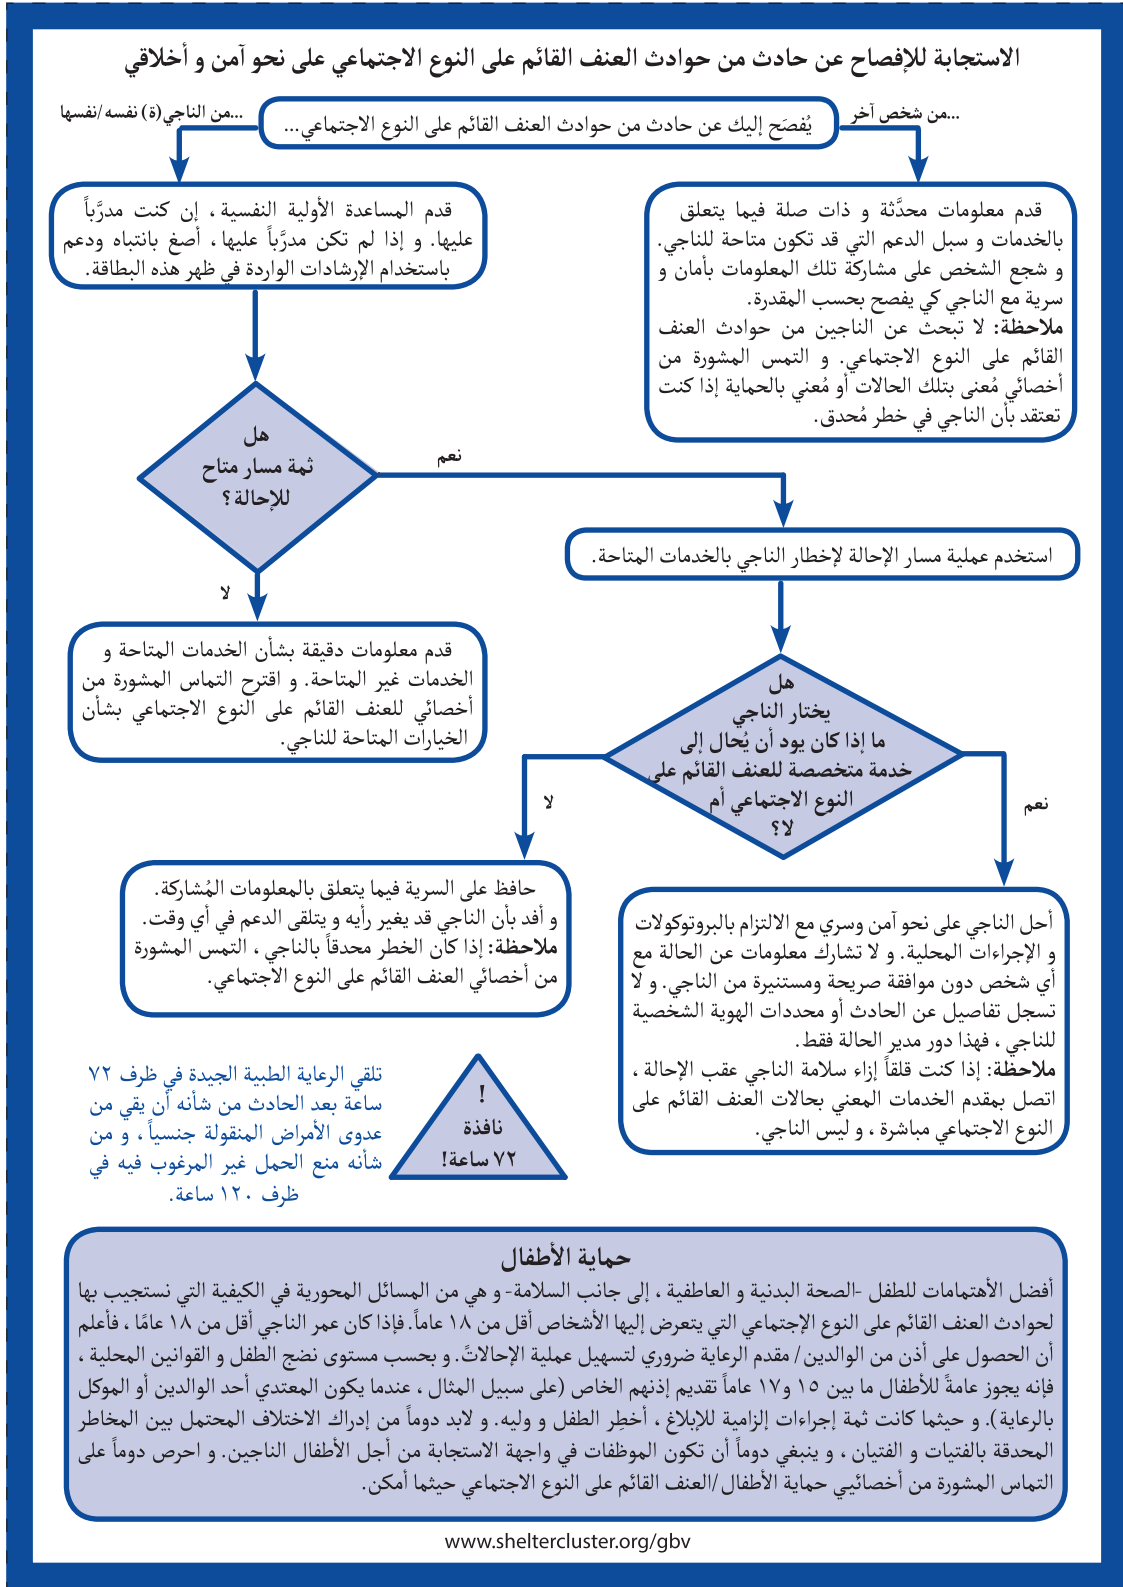 الاستجابة للإفصاح عن حادث من حوادث العنف القائم على النوع الاجتماعي على نحو آمن و أخلاقي
يُفصَح إليك عن حادث من حوادث العنف القائم على النوع الاجتماعي...
...من شخص آخر
...من الناجي(ة) نفسه/نفسها
قدم معلومات محدَّثة و ذات صلة فيما يتعلق
بالخدمات و سبل الدعم التي قد تكون متاحة للناجي.
و شجع الشخص على مشاركة تلك المعلومات بأمان و
سرية مع الناجي كي يفصح بحسب المقدرة.
ملاحظة: لا تبحث عن الناجين من حوادث العنف
القائم على النوع الاجتماعي. و التمس المشورة من
أخصائي مُعنى بتلك الحالات أو مُعني بالحماية إذا كنت
تعتقد بأن الناجي في خطر مُحدق.
قدم المساعدة الأولية النفسية، إن كنت مدرَّباً
عليها. و إذا لم تكن مدرَّباً عليها، أصغ بانتباه ودعم
باستخدام الإرشادات الواردة في ظهر هذه البطاقة.
هل
ثمة مسار متاح
للإحالة؟
نعم
لا
استخدم عملية مسار الإحالة لإخطار الناجي بالخدمات المتاحة.
قدم معلومات دقيقة بشأن الخدمات المتاحة و
الخدمات غير المتاحة. و اقترح التماس المشورة من
أخصائي للعنف القائم على النوع الاجتماعي بشأن
الخيارات المتاحة للناجي.
هل
يختار الناجي
ما إذا كان يود أن يُحال إلى
خدمة متخصصة للعنف القائم على
النوع الاجتماعي أم
لا؟
نعم
لا
أحل الناجي على نحو آمن وسري مع الالتزام بالبروتوكولات
و الإجراءات المحلية. و لا تشارك معلومات عن الحالة مع
أي شخص دون موافقة صريحة ومستنيرة من الناجي. و لا
تسجل تفاصيل عن الحادث أو محددات الهوية الشخصية
للناجي، فهذا دور مدير الحالة فقط.
ملاحظة: إذا كنت قلقاً إزاء سلامة الناجي عقب الإحالة،
اتصل بمقدم الخدمات المعني بحالات العنف القائم على
النوع الاجتماعي مباشرة، و ليس الناجي.
حافظ على السرية فيما يتعلق بالمعلومات المُشاركة.
و أفد بأن الناجي قد يغير رأيه و يتلقى الدعم في أي وقت.
ملاحظة: إذا كان الخطر محدقاً بالناجي، التمس المشورة
من أخصائي العنف القائم على النوع الاجتماعي.
!
نافذة
٧٢ ساعة!
تلقي الرعاية الطبية الجيدة في ظرف ٧٢
ساعة بعد الحادث من شأنه أن يقي من
عدوى الأمراض المنقولة جنسياً، و من
شأنه منع الحمل غير المرغوب فيه في
ظرف ١٢٠ ساعة.
حماية الأطفال
أفضل الأهتمامات للطفل -الصحة البدنية و العاطفية، إلى جانب السلامة- و هي من المسائل المحورية في الكيفية التي نستجيب بها
لحوادث العنف القائم على النوع الإجتماعي التي يتعرض إليها الأشخاص أقل من ١٨ عاماً. فإذا كان عمر الناجي أقل من ١٨ عامًا، فأعلم
أن الحصول على أذن من الوالدين/ مقدم الرعاية ضروري لتسهيل عملية الإحالاتً. و بحسب مستوى نضج الطفل و القوانين المحلية،
فإنه يجوز عامةً للأطفال ما بين ١٥ و١٧ عاماً تقديم إذنهم الخاص (على سبيل المثال، عندما يكون المعتدي أحد الوالدين أو الموكل
بالرعاية). و حيثما كانت ثمة إجراءات إلزامية للإبلاغ، أخطِر الطفل و وليه. و لابد دوماً من إدراك الاختلاف المحتمل بين المخاطر
المحدقة بالفتيات و الفتيان، و ينبغي دوماً أن تكون الموظفات في واجهة الاستجابة من أجل الأطفال الناجين. و احرص دوماً على
التماس المشورة من أخصائيي حماية الأطفال/العنف القائم على النوع الاجتماعي حيثما أمكن.
www.sheltercluster.org/gbv